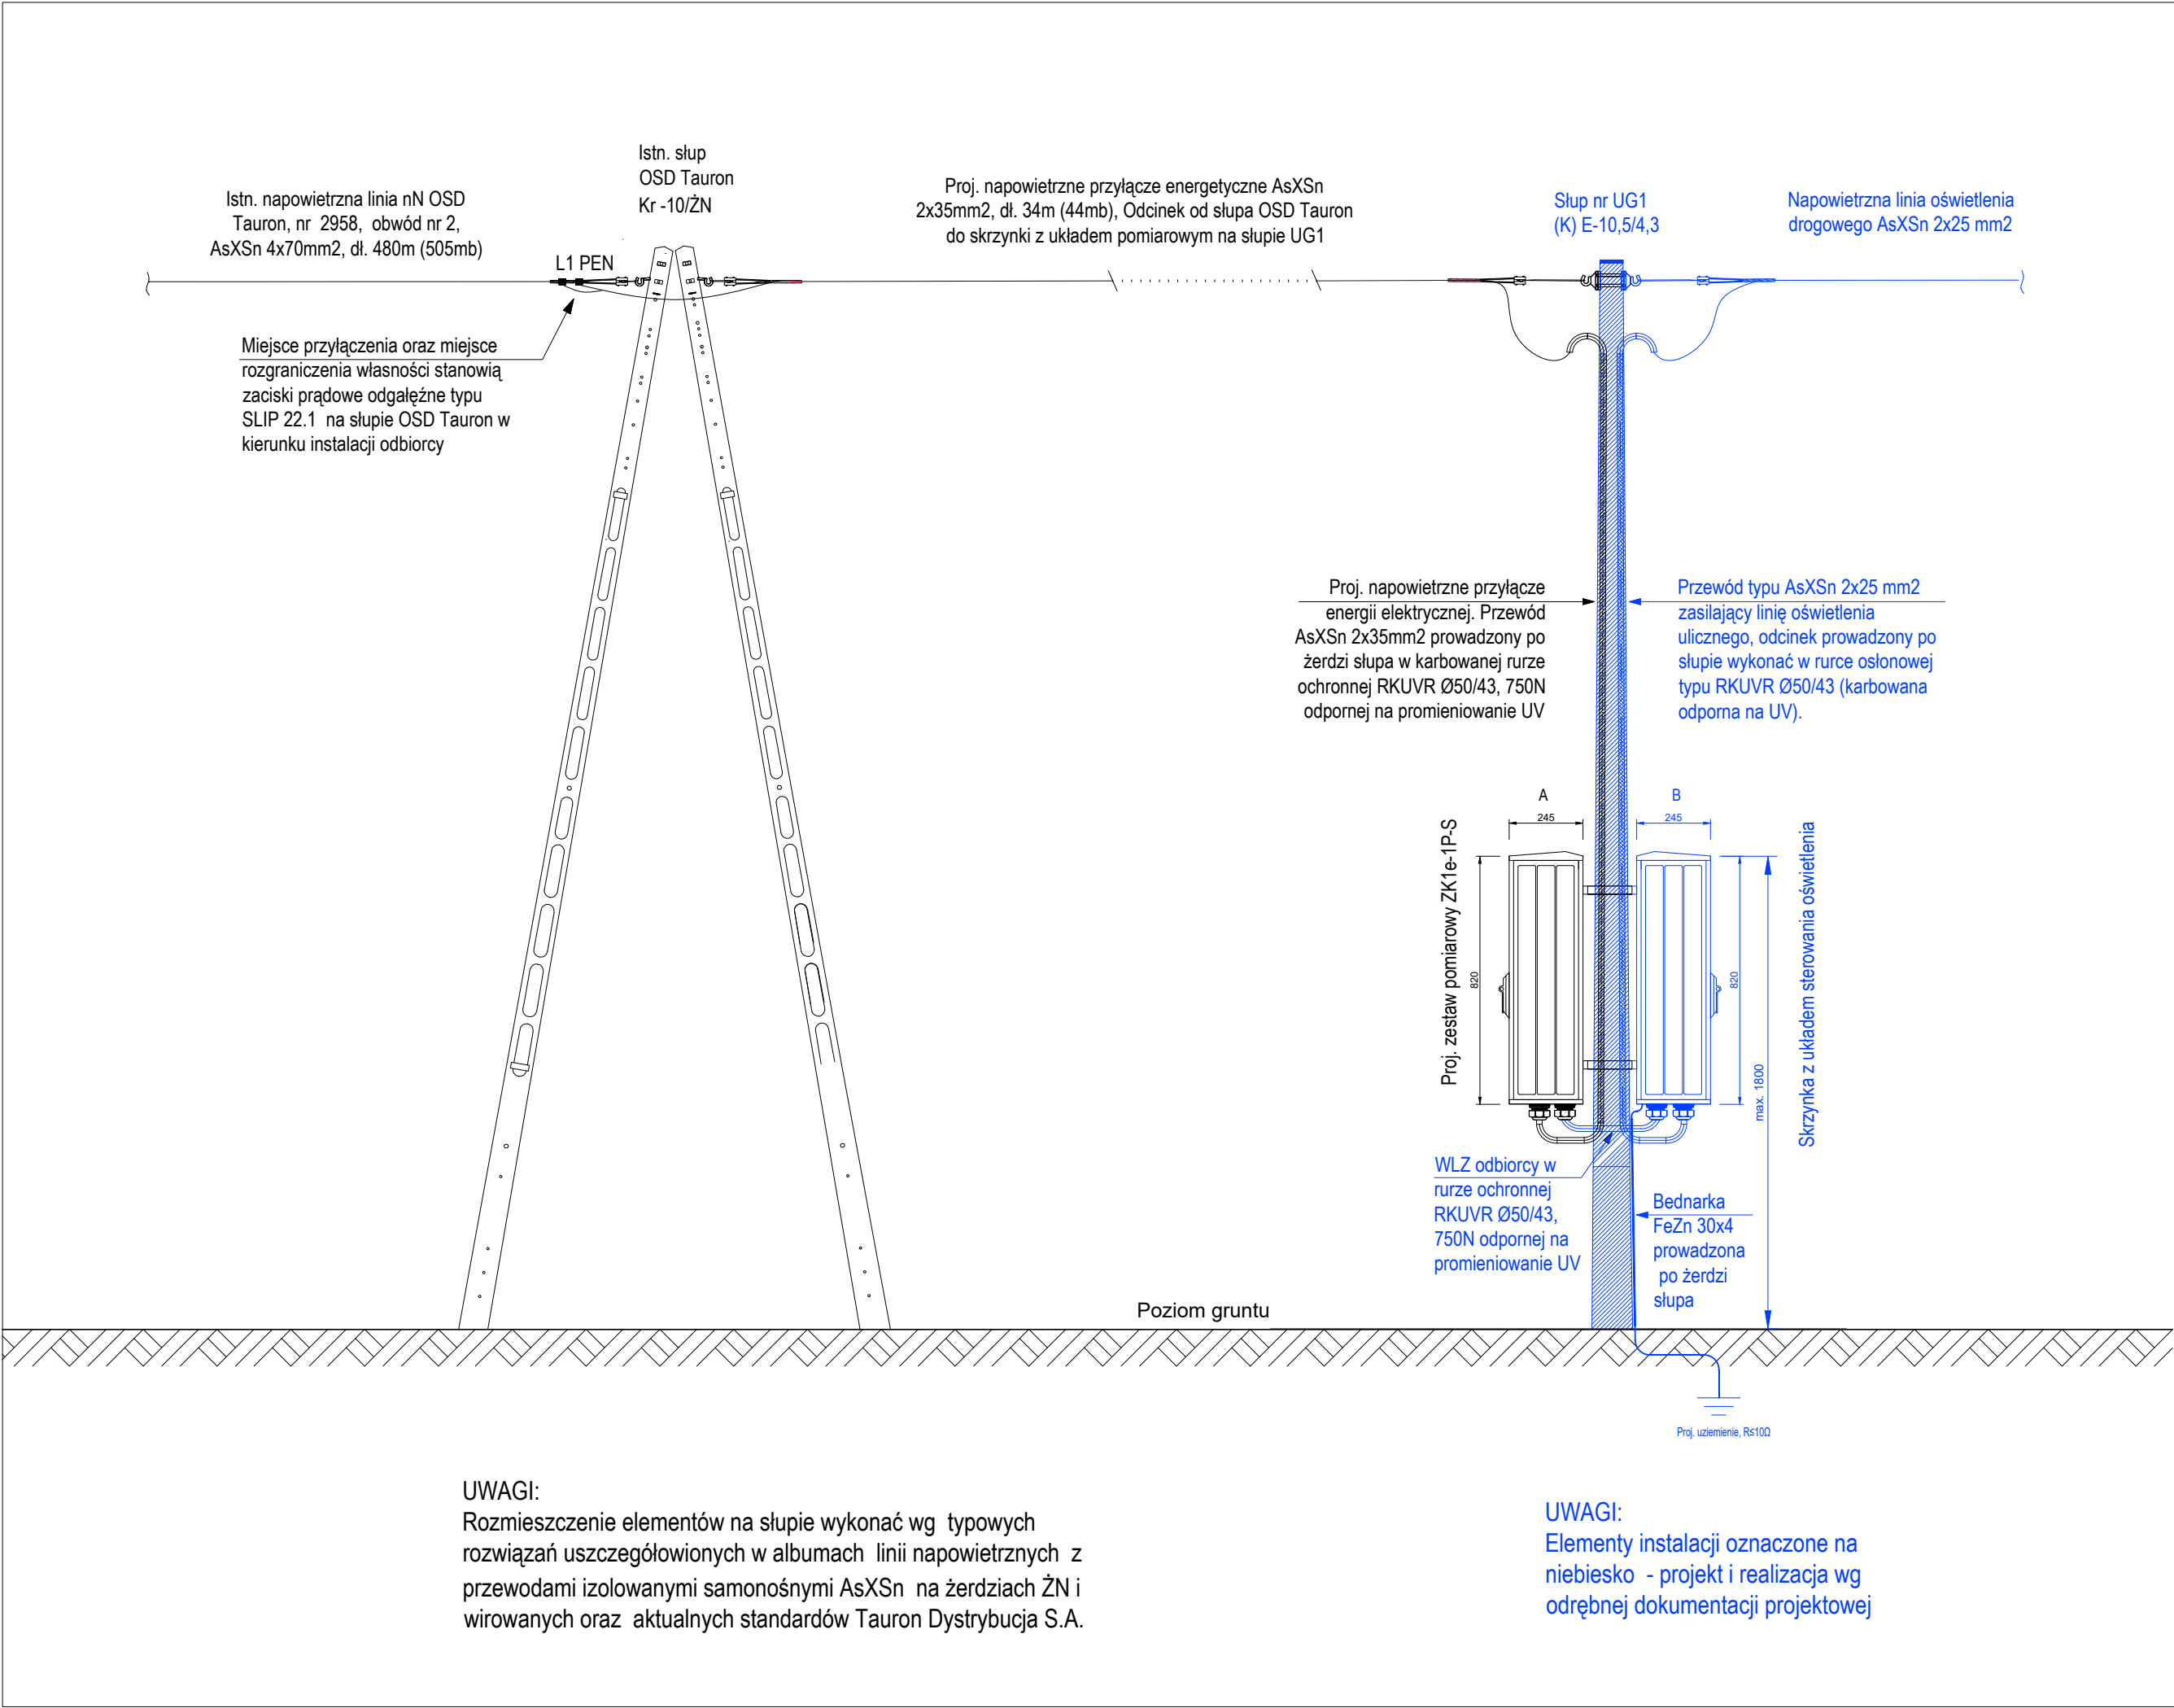 Istn. napowietrzna linia nN OSD
Tauron, nr 2958, obwód nr 2,
AsXSn 4x70mm2, dł. 480m (505mb)
Istn. słup
OSD Tauron
Kr -10/ŻN
L1 PEN
Proj. napowietrzne przyłącze energetyczne AsXSn
2x35mm2, dł. 34m (44mb), Odcinek od słupa OSD Tauron
do skrzynki z układem pomiarowym na słupie UG1
Słup nr UG1
(K) E-10,5/4,3
Napowietrzna linia oświetlenia
drogowego AsXSn 2x25 mm2
Miejsce przyłączenia oraz miejsce
rozgraniczenia własności stanowią
zaciski prądowe odgałęźne typu
SLIP 22.1 na słupie OSD Tauron w
kierunku instalacji odbiorcy
Proj. napowietrzne przyłącze
energii elektrycznej. Przewód
AsXSn 2x35mm2 prowadzony po
żerdzi słupa w karbowanej rurze
ochronnej RKUVR Ø50/43, 750N
odpornej na promieniowanie UV
Przewód typu AsXSn 2x25 mm2
zasilający linię oświetlenia
ulicznego, odcinek prowadzony po
słupie wykonać w rurce osłonowej
typu RKUVR Ø50/43 (karbowana
odporna na UV).
A
245
B
245
Proj. zestaw pomiarowy ZK1e-1P-S
820
820
max. 1800
Skrzynka z układem sterowania oświetlenia
WLZ odbiorcy w
rurze ochronnej
RKUVR Ø50/43,
750N odpornej na
promieniowanie UV
Bednarka
FeZn 30x4
prowadzona
po żerdzi
słupa
Poziom gruntu
Proj. uziemienie, R≤10Ω
UWAGI:
Rozmieszczenie elementów na słupie wykonać wg typowych
rozwiązań uszczegółowionych w albumach linii napowietrznych z
przewodami izolowanymi samonośnymi AsXSn na żerdziach ŻN i
wirowanych oraz aktualnych standardów Tauron Dystrybucja S.A.
UWAGI:
Elementy instalacji oznaczone na
niebiesko - projekt i realizacja wg
odrębnej dokumentacji projektowej